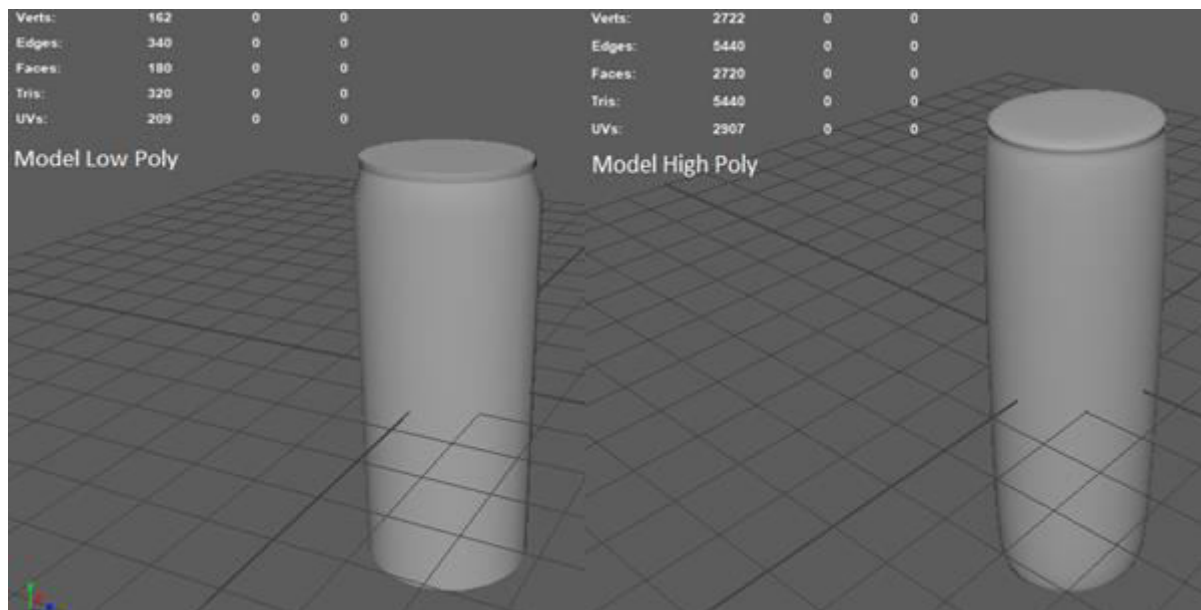 Verts: 162 0 0
Edges: 340 0 0
Faces: 180 0 0
Tris: 320 0 0
UVs: 209 0 0
Model Low Poly
Verts: 2722 0 0
Edges: 5440 0 0
Faces: 2720 0 0
Tris: 5440 0 0
UVs: 2907 0 0
Model High Poly